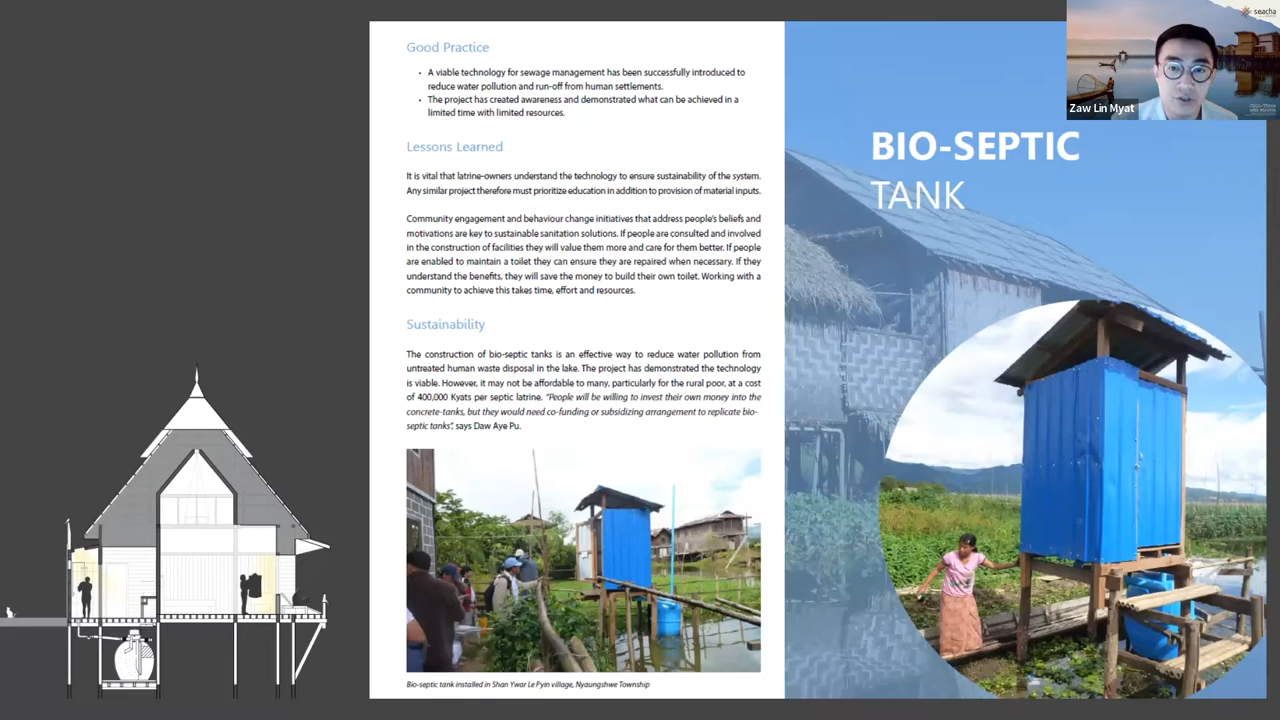 Good Practice
• A viable technology for sewage management has been successfully introduced to
reduce water pollution and run-off from human settlements.
• The project has created awareness and demonstrated what can be achieved in a
limited time with limited resources.
Lessons Learned
It is vital that latrine-owners understand the technology to ensure sustainability of the system.
Any similar project therefore must prioritize education in addition to provision of material inputs.
Community engagement and behaviour change initiatives that address people's beliefs and
motivations are key to sustainable sanitation solutions. If people are consulted and involved
in the construction of facilities they will value them more and care for them better. If people
are enabled to maintain a toilet they can ensure they are repaired when necessary. If they
understand the benefits, they will save the money to build their own toilet. Working with a
community to achieve this takes time, effort and resources.
Sustainability
The construction of bio-septic tanks is an effective way to reduce water pollution from
untreated human waste disposal in the lake. The project has demonstrated the technology
is viable. However, it may not be affordable to many, particularly for the rural poor, at a cost
of 400,000 Kyats per septic latrine. "People will be willing to invest their own money into the
concrete-tanks, but they would need co-funding or subsidizing arrangement to replicate bio-
septic tanks", says Daw Aye Pu.
Bio-septic tank installed in Shan Ywar Le Pyin village, Nyaungshwe Township
BIO-SEPTIC
TANK
seacha
Zaw Lin Myat